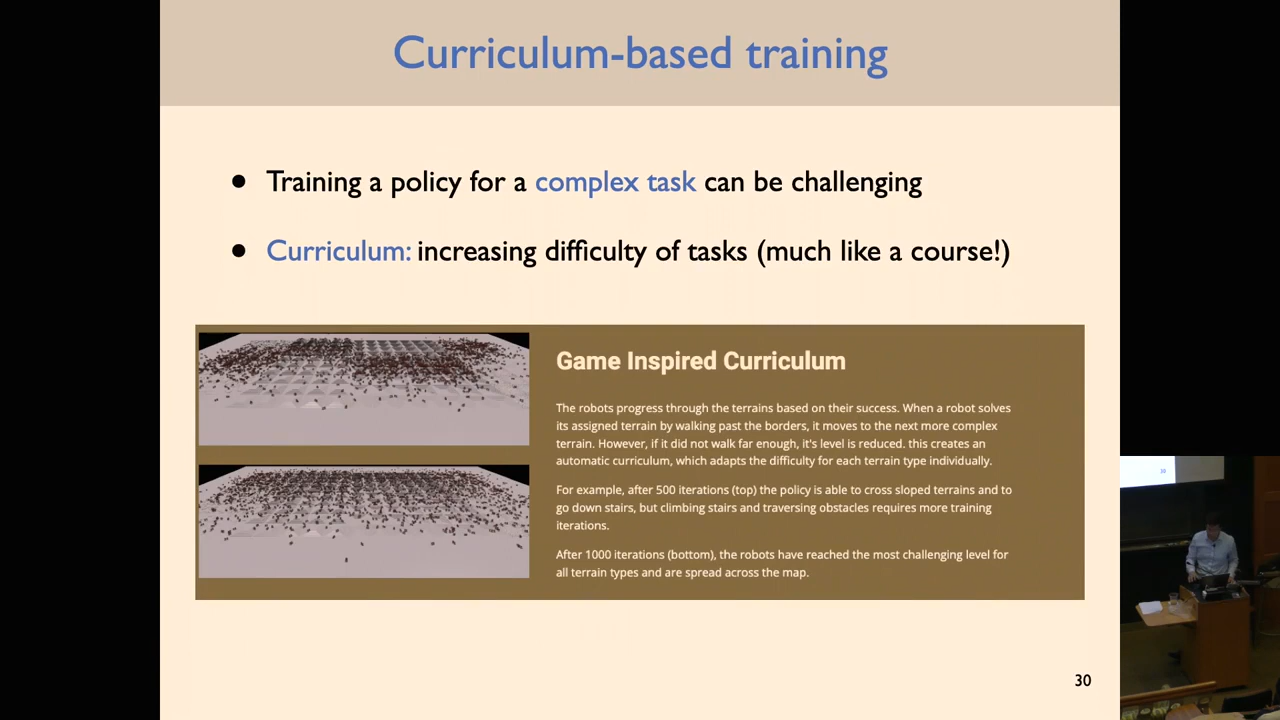 Curriculum-based training
• Training a policy for a complex task can be challenging
• Curriculum: increasing difficulty of tasks (much like a course!)
Game Inspired Curriculum
The robots progress through the terrains based on their success. When a robot solves
its assigned terrain by walking past the borders, it moves to the next more complex
terrain. However, if it did not walk far enough, it's level is reduced. this creates an
automatic curriculum, which adapts the difficulty for each terrain type individually.
For example, after 500 iterations (top) the policy is able to cross sloped terrains and to
go down stairs, but climbing stairs and traversing obstacles requires more training
iterations.
After 1000 iterations (bottom), the robots have reached the most challenging level for
all terrain types and are spread across the map.
30
30